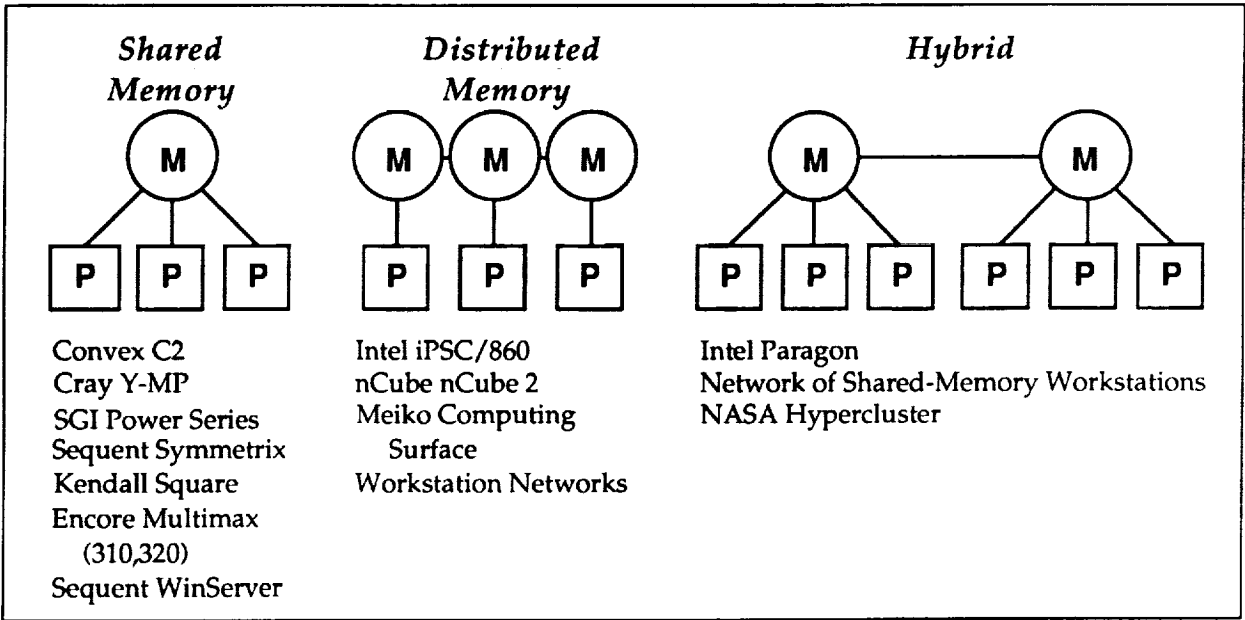 Shared
Memory
M
P P P
Convex C2
Cray Y-MP
SGI Power Series
Sequent Symmetrix
Kendall Square
Encore Multimax
(310,320)
Sequent WinServer
Distributed
Memory
M M M
P P P
Intel iPSC/860
nCube nCube 2
Meiko Computing
Surface
Workstation Networks
Hybrid
M M
P P P P P P
Intel Paragon
Network of Shared-Memory Workstations
NASA Hypercluster